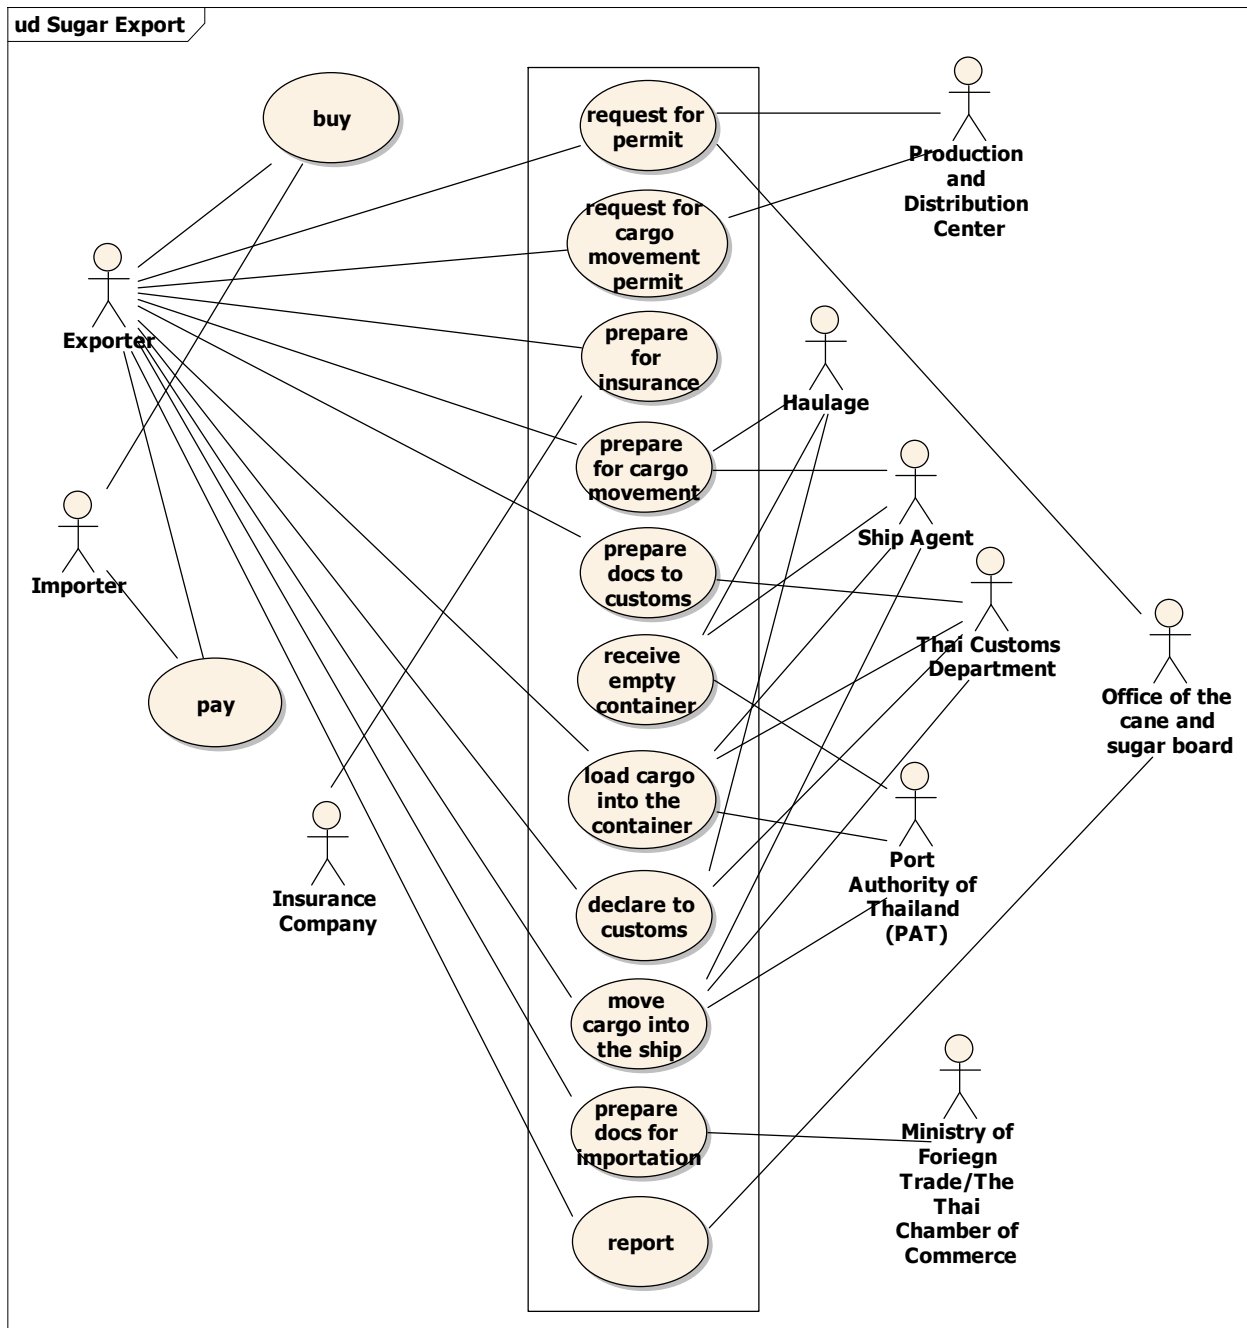 ud Sugar Export
buy
request for
permit
Production
and
Distribution
Center
request for
cargo
movement
permit
Exporter
prepare
for
insurance
Haulage
prepare
for cargo
movement
Ship Agent
Importer
prepare
docs to
customs
Thai Customs
Department
receive
empty
container
pay
Office of the
cane and
sugar board
load cargo
into the
container
Insurance
Company
Port
Authority of
Thailand
(PAT)
declare to
customs
move
cargo into
the ship
prepare
docs for
importation
Ministry of
Foriegn
Trade/The
Thai
Chamber of
Commerce
report